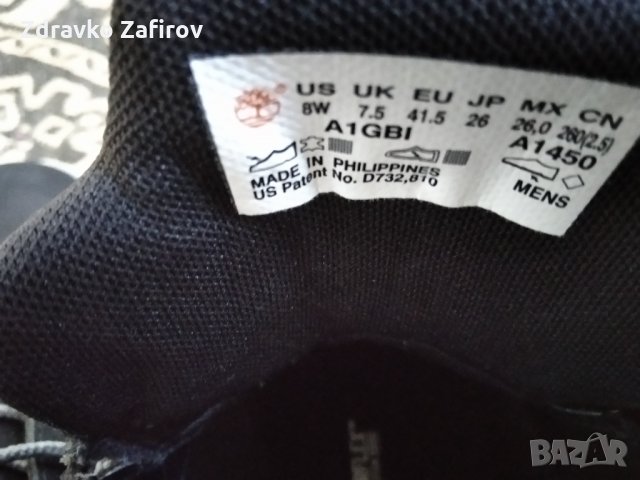 Zdravko Zafirov
US UK EU JP MX CN
8W 7.5 41.5 26 26.0 260(2.5)
A1GBI A1450
MADE IN PHILIPPINES
US Patent No. D732,810
MENS
BAZAR